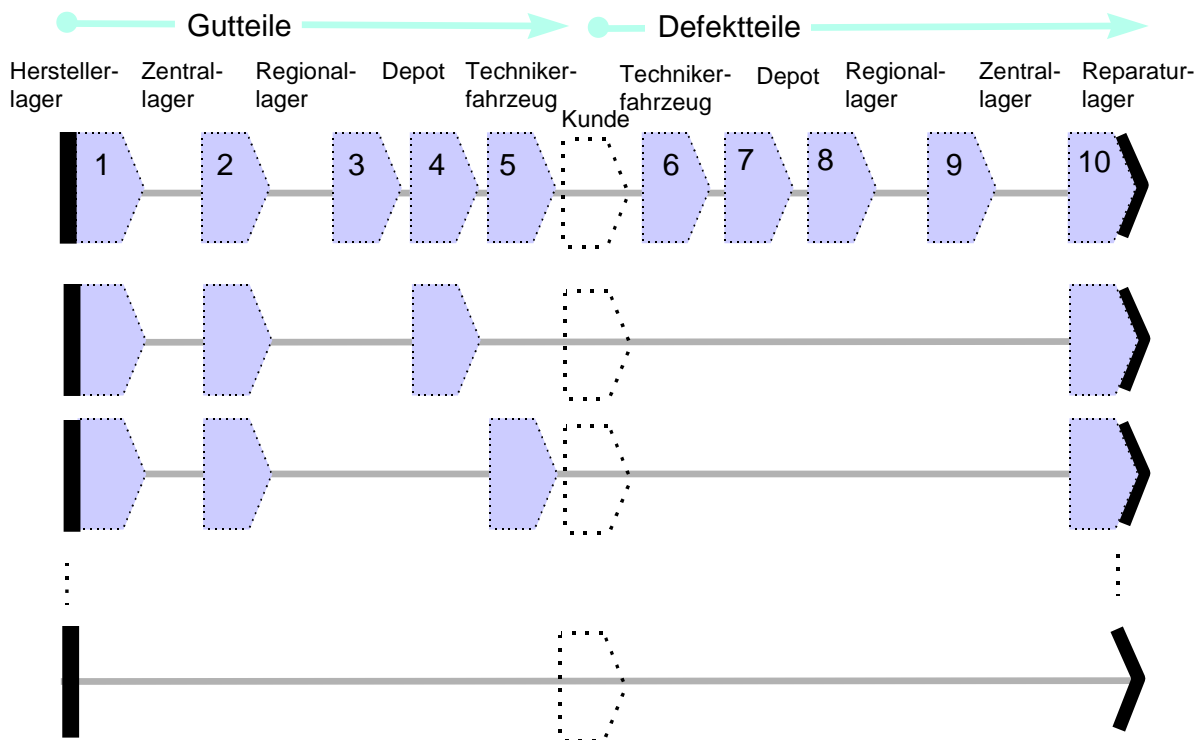 Gutteile
Defektteile
Hersteller-
lager
Zentral-
lager
Regional-
lager
Depot
Techniker-
fahrzeug
Kunde
Techniker-
fahrzeug
Depot
Regional-
lager
Zentral-
lager
Reparatur-
lager
1
2
3
4
5
6
7
8
9
10